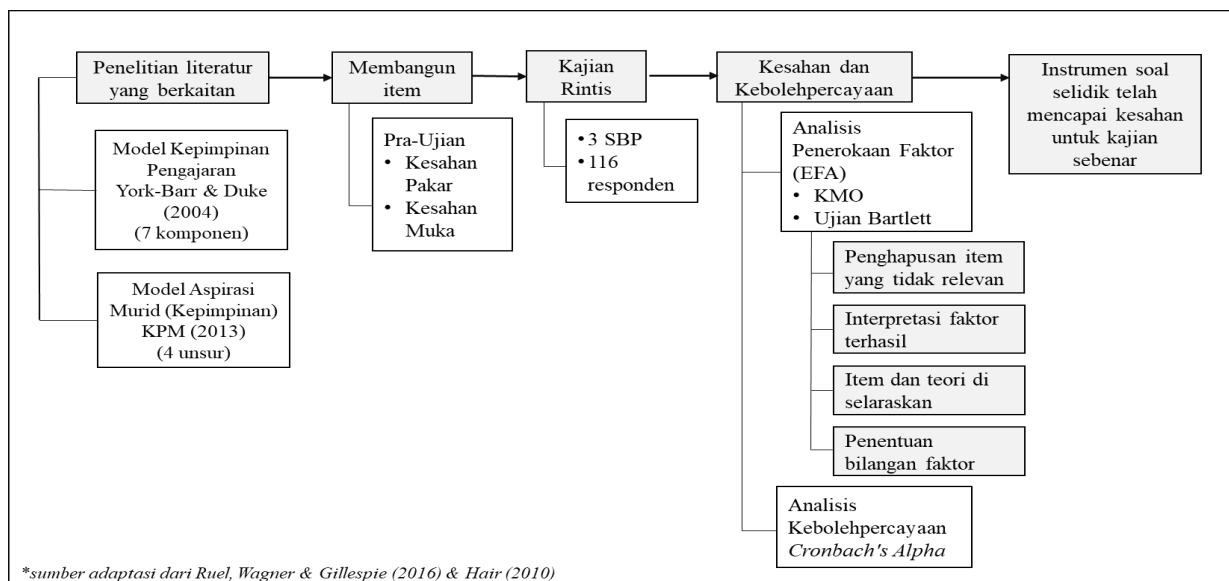 Penelitian literatur
yang berkaitan
Model Kepimpinan
Pengajaran
York-Barr & Duke
(2004)
(7 komponen)
Model Aspirasi
Murid (Kepimpinan)
KPM (2013)
(4 unsur)
Membangun
item
Pra-Ujian
• Kesahan
Pakar
• Kesahan
Muka
Kajian
Rintis
• 3 SBP
• 116
responden
Kesahan dan
Kebolehpercayaan
Analisis
Penerokaan Faktor
(EFA)
• KMO
• Ujian Bartlett
Penghapusan item
yang tidak relevan
Interpretasi faktor
terhasil
Item dan teori di
selaraskan
Penentuan
bilangan faktor
Analisis
Kebolehpercayaan
Cronbach's Alpha
Instrumen soal
selidik telah
mencapai kesahan
untuk kajian
sebenar
*sumber adaptasi dari Ruel, Wagner & Gillespie (2016) & Hair (2010)